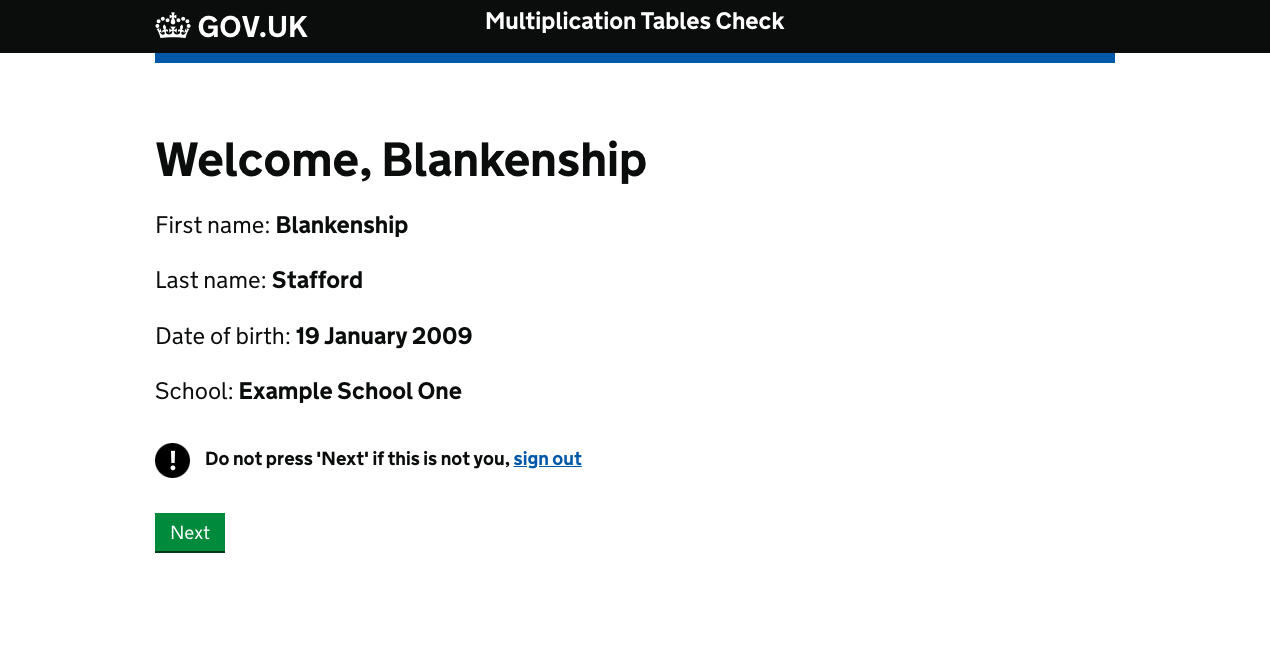 GOV.UK
Multiplication Tables Check
Welcome, Blankenship
First name: Blankenship
Last name: Stafford
Date of birth: 19 January 2009
School: Example School One
! Do not press 'Next' if this is not you, sign out
Next